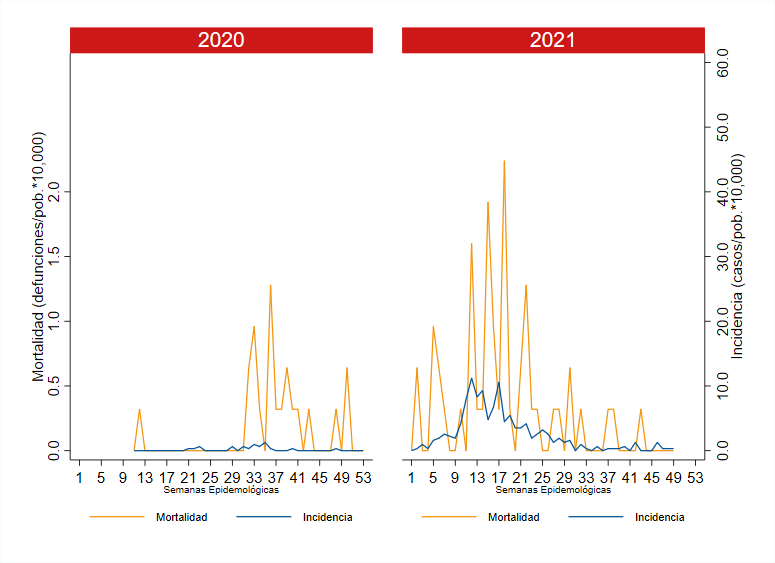 2020
2021
Mortalidad (defunciones/pob.*10,000)
0.0
0.5
1.0
1.5
2.0
1 5 9 13 17 21 25 29 33 37 41 45 49 53
Semanas Epidemológicas
Mortalidad Incidencia
1 5 9 13 17 21 25 29 33 37 41 45 49 53
Semanas Epidemológicas
Mortalidad Incidencia
0.0
10.0
20.0
30.0
40.0
50.0
60.0
Incidencia (casos/pob.*10,000)